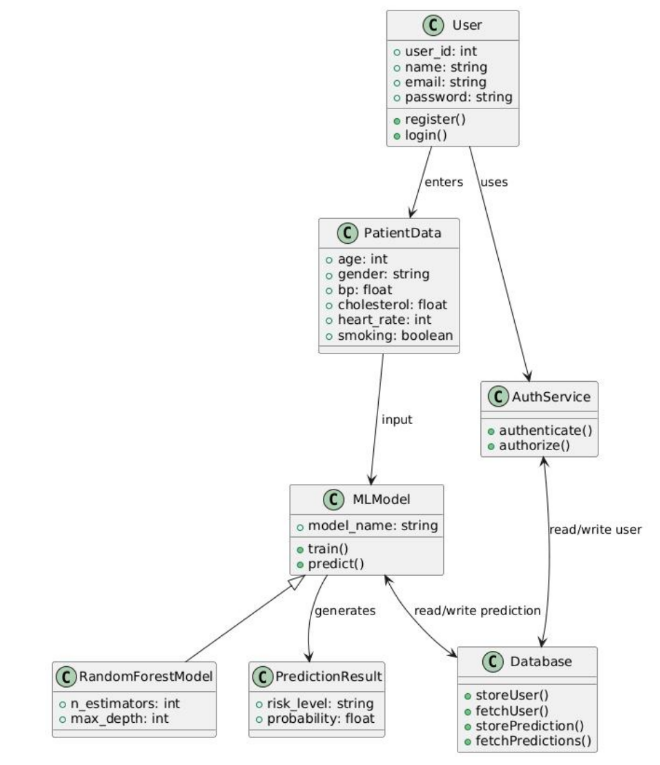 C User
user_id: int
name: string
email: string
password: string
register()
login()
enters
uses
C PatientData
age: int
gender: string
bp: float
cholesterol: float
heart_rate: int
smoking: boolean
C AuthService
authenticate()
authorize()
input
C MLModel
model_name: string
train()
predict()
read/write user
generates
read/write prediction
C RandomForestModel
n_estimators: int
max_depth: int
C PredictionResult
risk_level: string
probability: float
C Database
storeUser()
fetchUser()
storePrediction()
fetchPredictions()